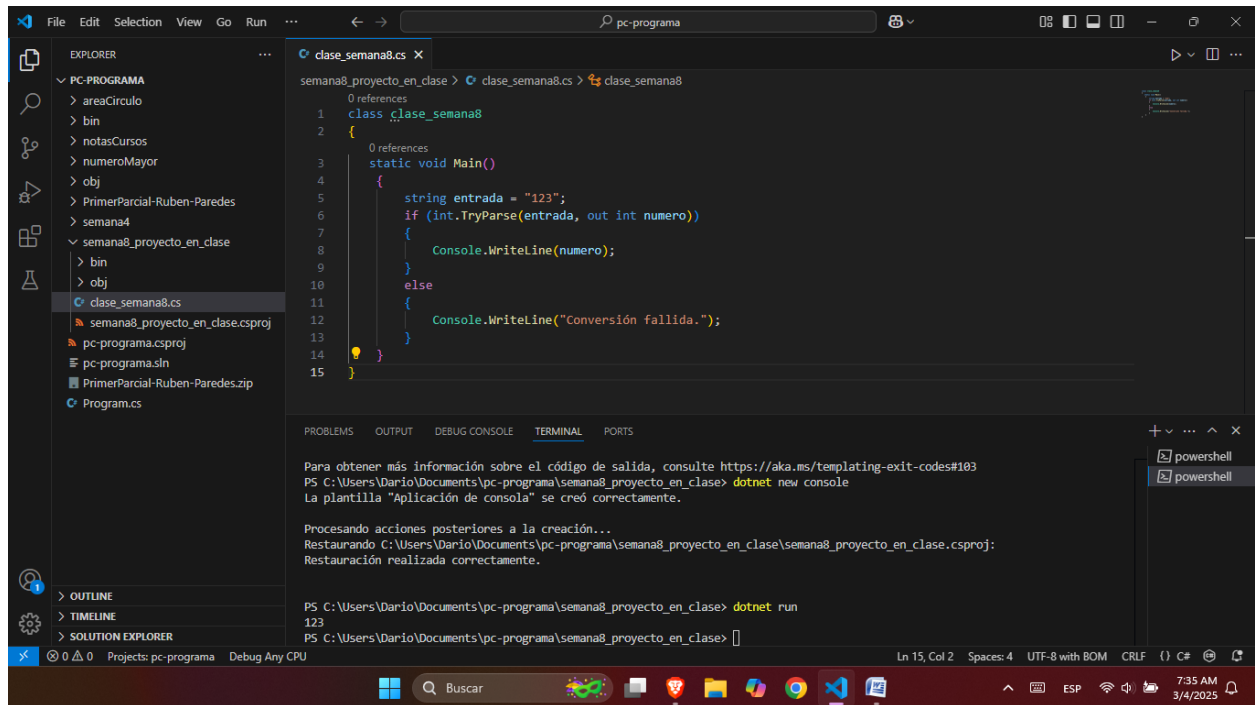 File Edit Selection View Go Run ··· pc-programa
EXPLORER ···
PC-PROGRAMA
areaCirculo
bin
notasCursos
numeroMayor
obj
PrimerParcial-Ruben-Paredes
semana4
semana8_proyecto_en_clase
bin
obj
clase_semana8.cs
semana8_proyecto_en_clase.csproj
pc-programa.csproj
pc-programa.sln
PrimerParcial-Ruben-Paredes.zip
Program.cs
OUTLINE
TIMELINE
SOLUTION EXPLORER
clase_semana8.cs
semana8_proyecto_en_clase > clase_semana8.cs > clase_semana8
0 references
1 class clase_semana8
2 {
0 references
3 static void Main()
4 {
5 string entrada = "123";
6 if (int.TryParse(entrada, out int numero))
7 {
8 Console.WriteLine(numero);
9 }
10 else
11 {
12 Console.WriteLine("Conversión fallida.");
13 }
14 }
15 }
PROBLEMS OUTPUT DEBUG CONSOLE TERMINAL PORTS
Para obtener más información sobre el código de salida, consulte https://aka.ms/templating-exit-codes#103
PS C:\Users\Dario\Documents\pc-programa\semana8_proyecto_en_clase> dotnet new console
La plantilla "Aplicación de consola" se creó correctamente.
Procesando acciones posteriores a la creación...
Restaurando C:\Users\Dario\Documents\pc-programa\semana8_proyecto_en_clase\semana8_proyecto_en_clase.csproj:
Restauración realizada correctamente.
PS C:\Users\Dario\Documents\pc-programa\semana8_proyecto_en_clase> dotnet run
123
PS C:\Users\Dario\Documents\pc-programa\semana8_proyecto_en_clase>
powershell
powershell
1
0 0 Projects: pc-programa Debug Any CPU Ln 15, Col 2 Spaces: 4 UTF-8 with BOM CRLF {} C#
Buscar ESP 7:35 AM
3/4/2025